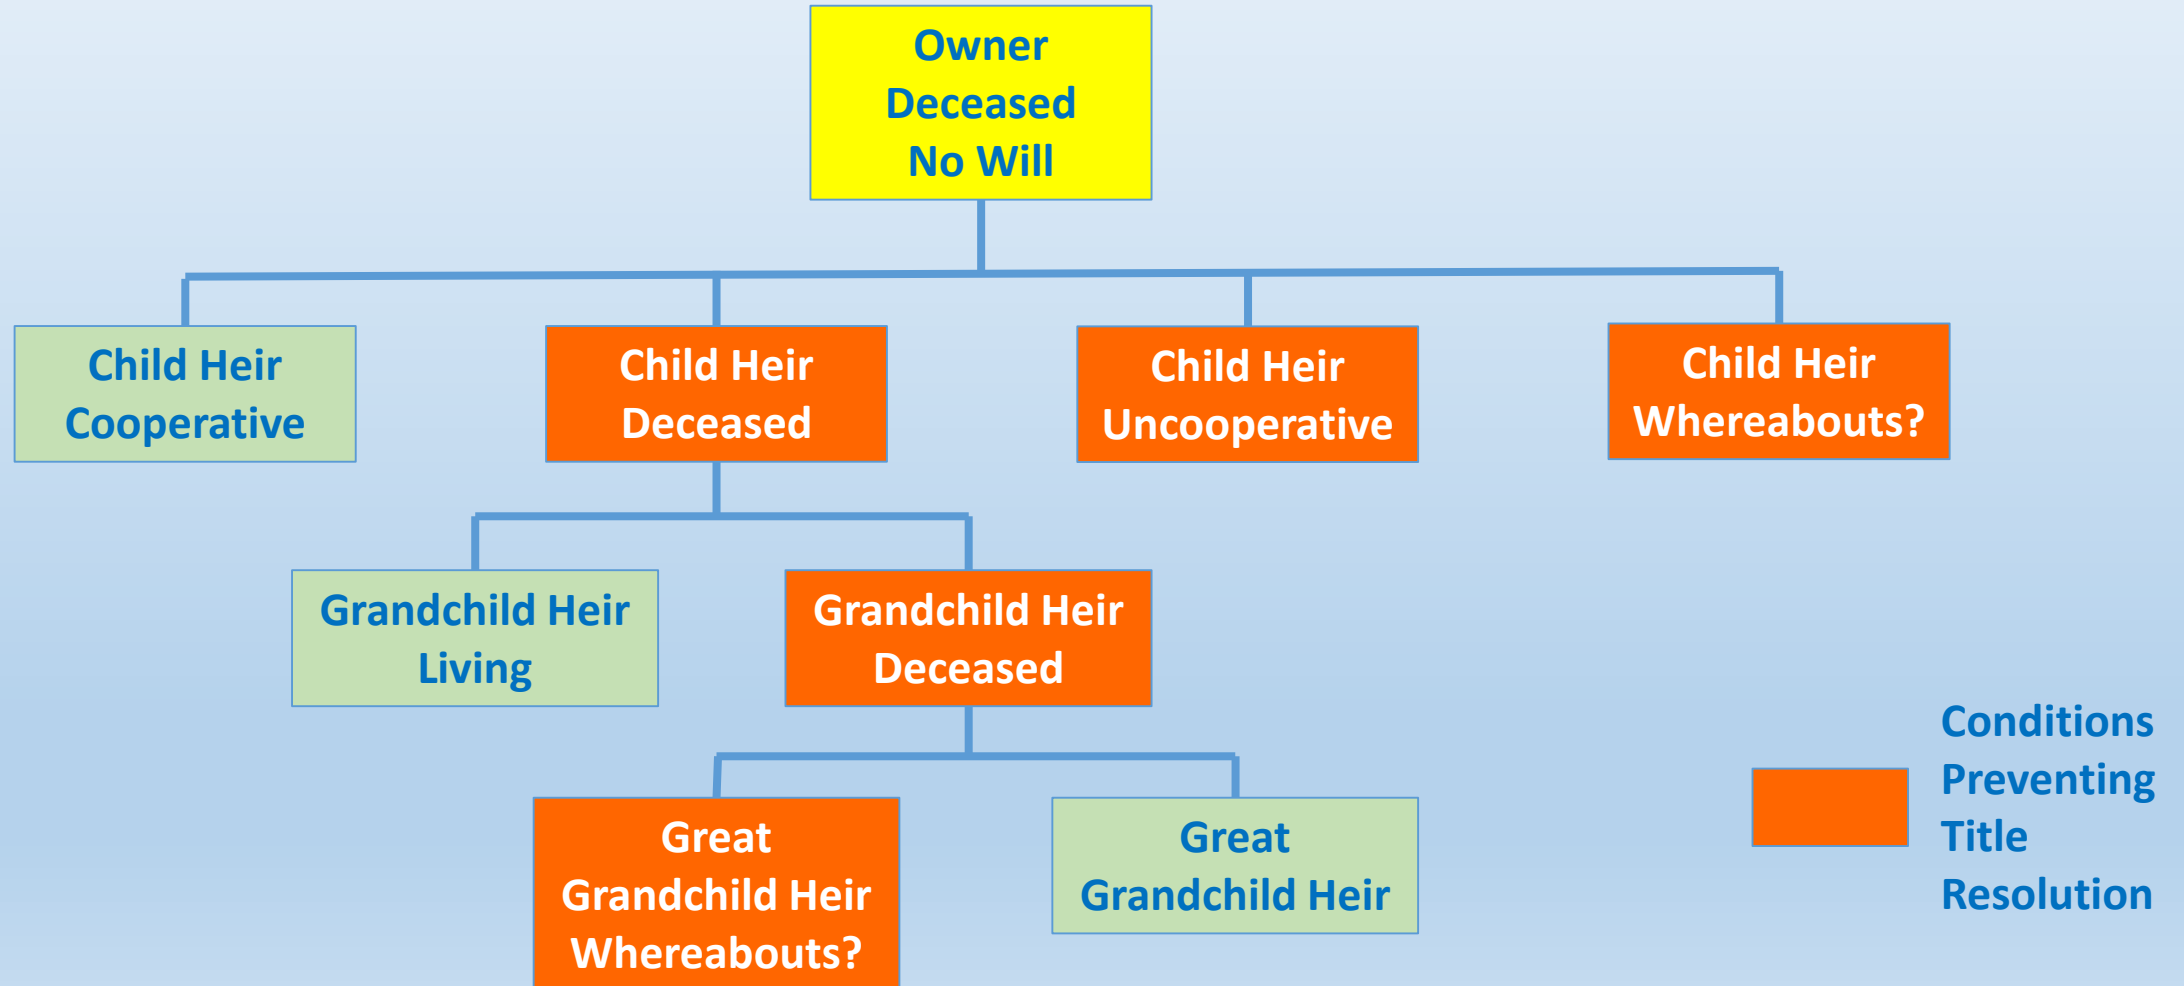 Owner
Deceased
No Will
Child Heir
Cooperative
Child Heir
Deceased
Child Heir
Uncooperative
Child Heir
Whereabouts?
Grandchild Heir
Living
Grandchild Heir
Deceased
Great
Grandchild Heir
Whereabouts?
Great
Grandchild Heir
Conditions
Preventing
Title
Resolution